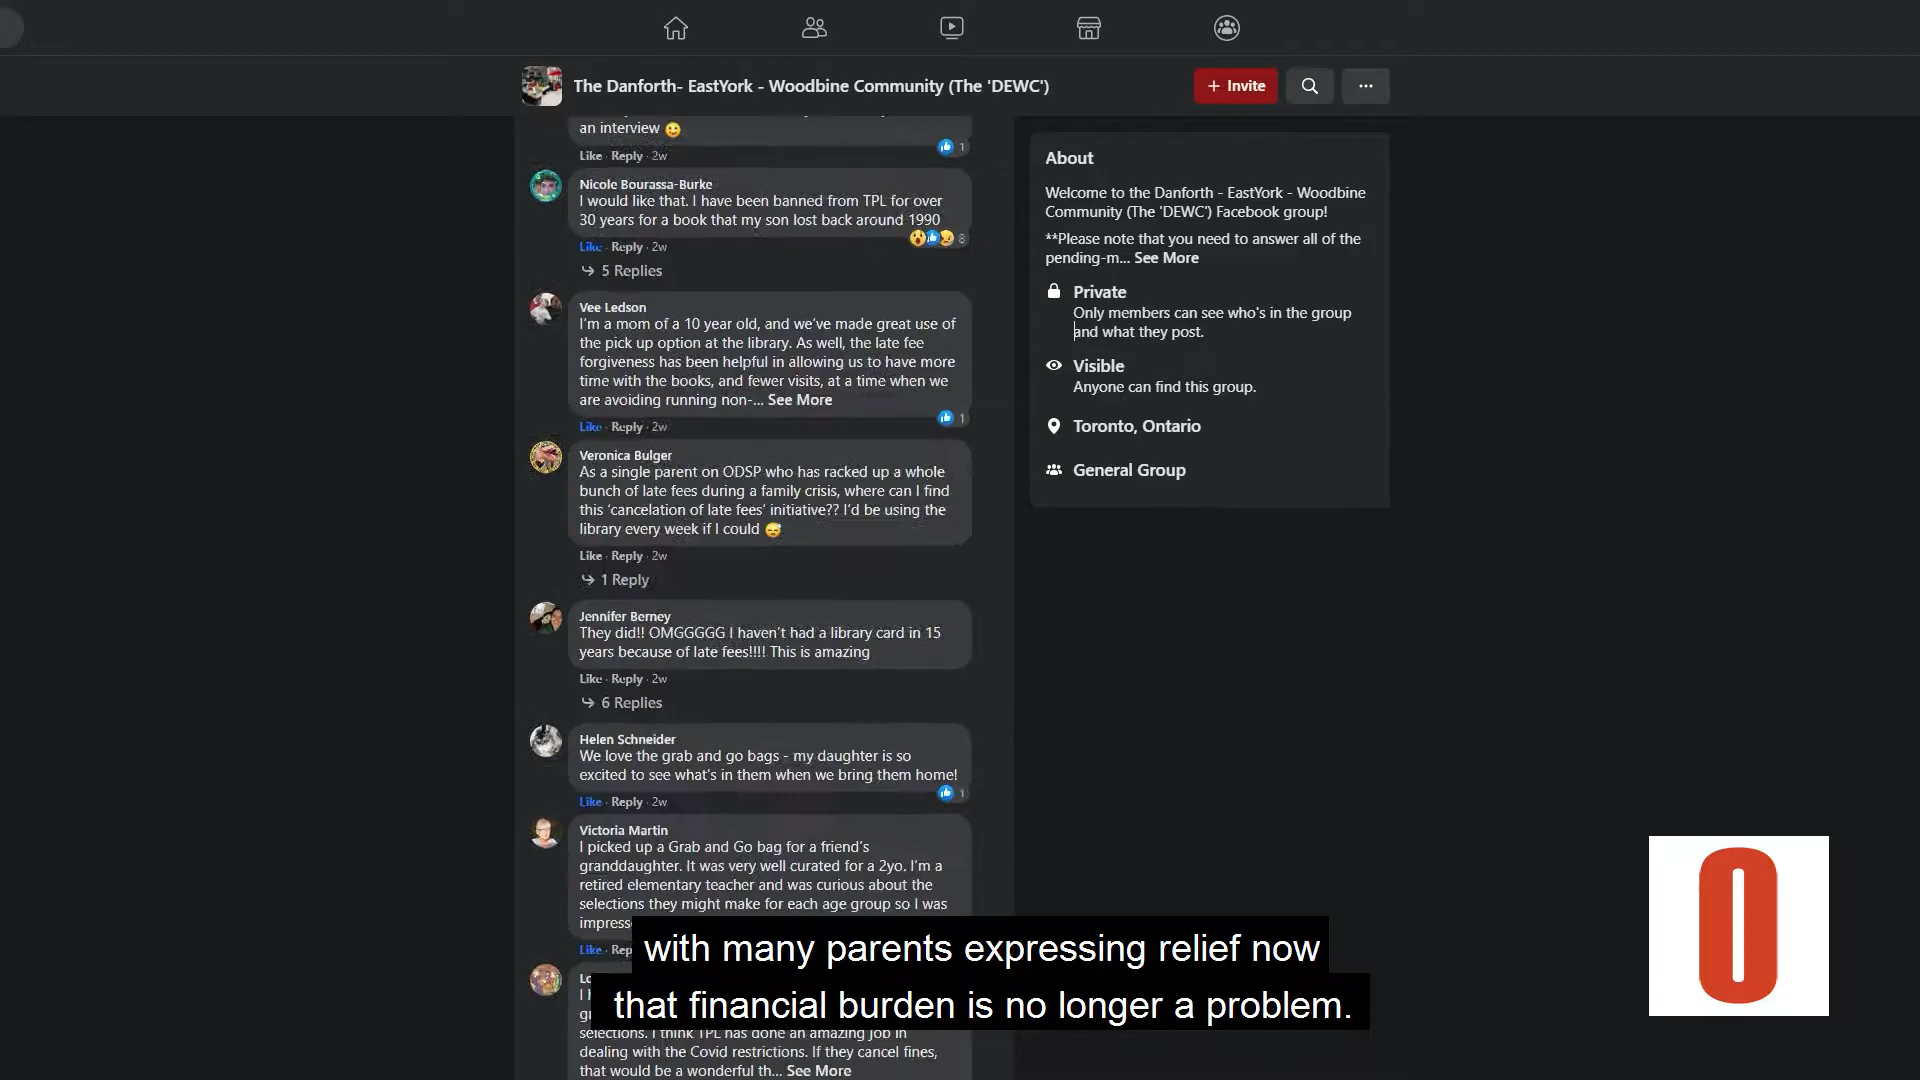 The Danforth- EastYork - Woodbine Community (The 'DEWC')
+ Invite
an interview
Like · Reply · 2w
1
Nicole Bourassa-Burke
I would like that. I have been banned from TPL for over
30 years for a book that my son lost back around 1990
Like · Reply · 2w
8
5 Replies
Vee Ledson
I'm a mom of a 10 year old, and we've made great use of
the pick up option at the library. As well, the late fee
forgiveness has been helpful in allowing us to have more
time with the books, and fewer visits, at a time when we
are avoiding running non-... See More
Like · Reply · 2w
1
Veronica Bulger
As a single parent on ODSP who has racked up a whole
bunch of late fees during a family crisis, where can I find
this 'cancelation of late fees' initiative?? I'd be using the
library every week if I could
Like · Reply · 2w
1 Reply
Jennifer Berney
They did!! OMGGGGG I haven't had a library card in 15
years because of late fees!!!! This is amazing
Like · Reply · 2w
6 Replies
Helen Schneider
We love the grab and go bags - my daughter is so
excited to see what's in them when we bring them home!
Like · Reply · 2w
1
Victoria Martin
I picked up a Grab and Go bag for a friend's
granddaughter. It was very well curated for a 2yo. I'm a
retired elementary teacher and was curious about the
selections they might make for each age group so I was
Like ·
selections. I think TPL has done an amazing job in
dealing with the Covid restrictions. If they cancel fines,
that would be a wonderful th... See More
About
Welcome to the Danforth - EastYork - Woodbine
Community (The 'DEWC') Facebook group!
**Please note that you need to answer all of the
pending-m... See More
Private
Only members can see who's in the group
and what they post.
Visible
Anyone can find this group.
Toronto, Ontario
General Group
with many parents expressing relief now
that financial burden is no longer a problem.
O